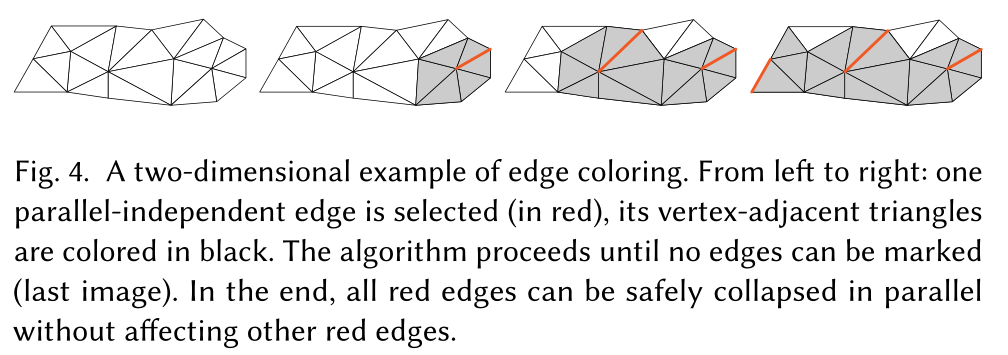 Fig. 4. A two-dimensional example of edge coloring. From left to right: one
parallel-independent edge is selected (in red), its vertex-adjacent triangles
are colored in black. The algorithm proceeds until no edges can be marked
(last image). In the end, all red edges can be safely collapsed in parallel
without affecting other red edges.